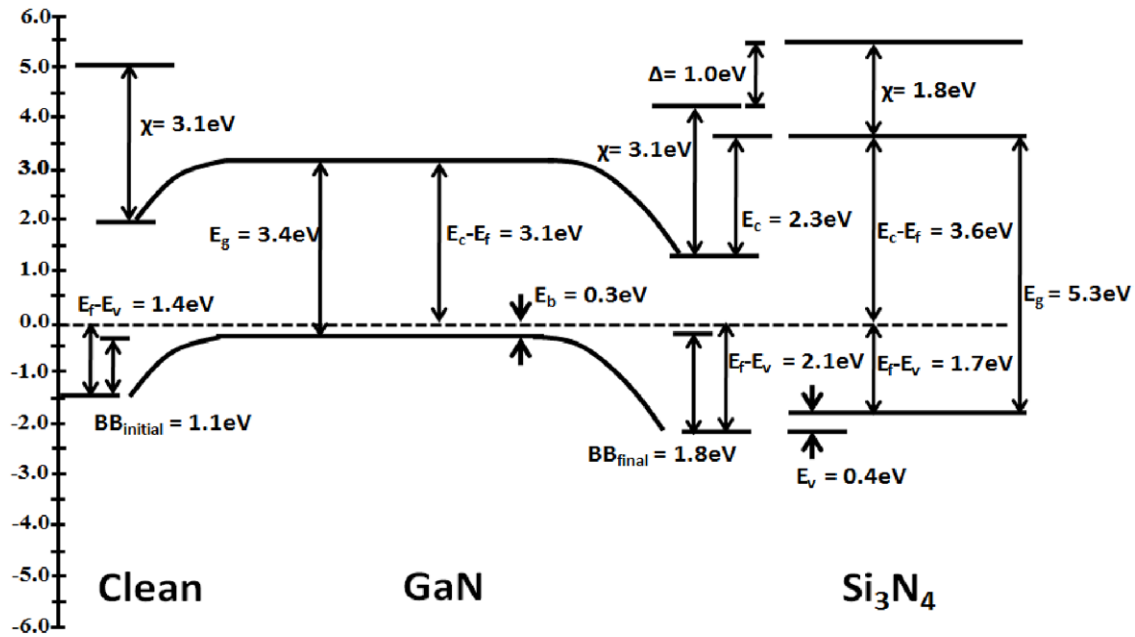 6.0
5.0
4.0
3.0
2.0
1.0
0.0
-1.0
-2.0
-3.0
-4.0
-5.0
-6.0
χ= 3.1eV
E_f-E_v = 1.4eV
BB_initial = 1.1eV
E_g = 3.4eV
E_c-E_f = 3.1eV
E_b = 0.3eV
Δ= 1.0eV
χ= 3.1eV
E_c = 2.3eV
E_f-E_v = 2.1eV
BB_final = 1.8eV
χ= 1.8eV
E_c-E_f = 3.6eV
E_g = 5.3eV
E_f-E_v = 1.7eV
E_v = 0.4eV
Clean
GaN
Si₃N₄